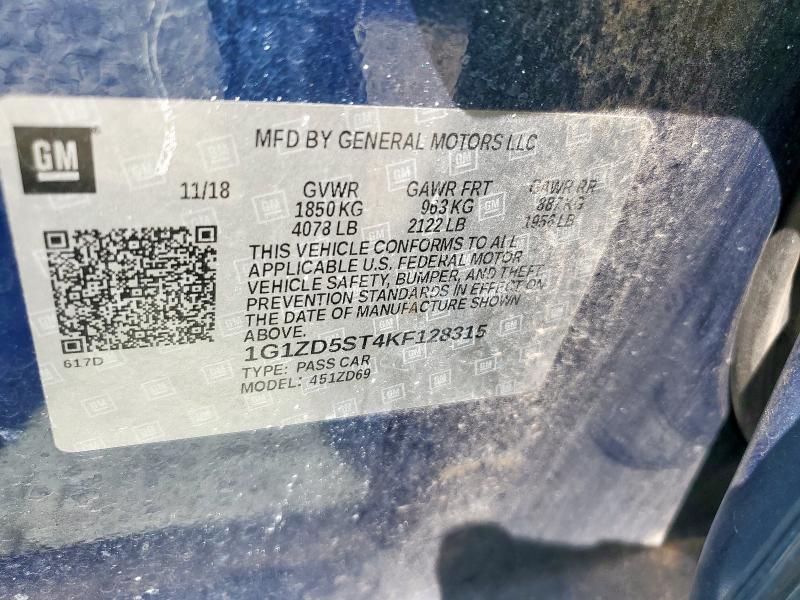 GM
MFD BY GENERAL MOTORS LLC
11/18 GVWR GAWR FRT GAWR RR
1850 KG 963 KG 887 KG
4078 LB 2122 LB 1956 LB
THIS VEHICLE CONFORMS TO ALL
APPLICABLE U.S. FEDERAL MOTOR
VEHICLE SAFETY, BUMPER, AND THEFT
PREVENTION STANDARDS IN EFFECT ON
THE DATE OF MANUFACTURE SHOWN
ABOVE.
1G1ZD5ST4KF128315
617D
TYPE: PASS CAR
MODEL: 451ZD69